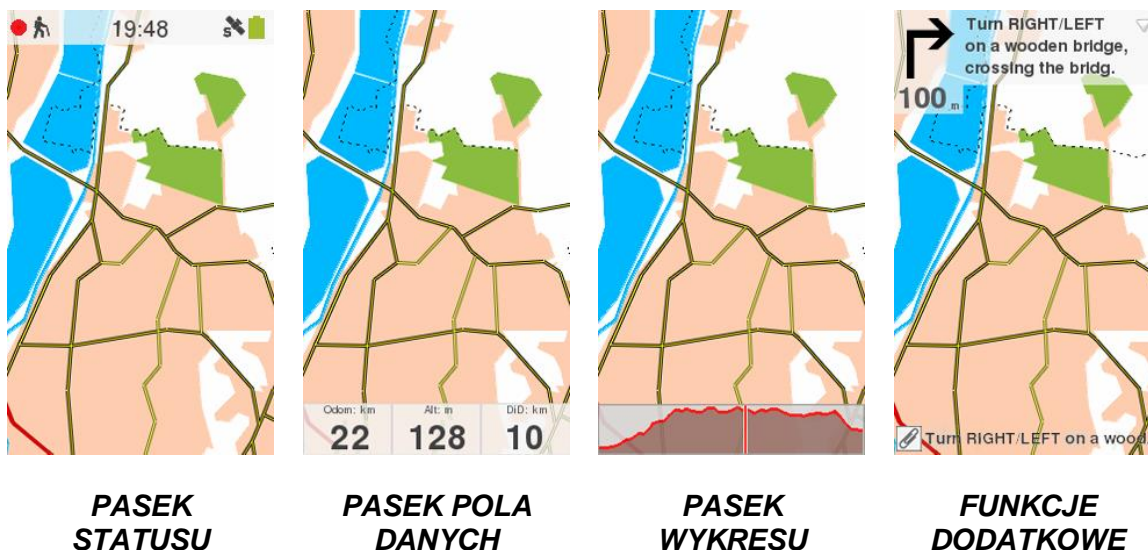 19:48
S
Odom: km
Alt: m
DiD: km
22
128
10
Turn RIGHT/LEFT
on a wooden bridge,
crossing the bridg.
100 m
Turn RIGHT/LEFT on a wood
PASEK
STATUSU
PASEK POLA
DANYCH
PASEK
WYKRESU
FUNKCJE
DODATKOWE